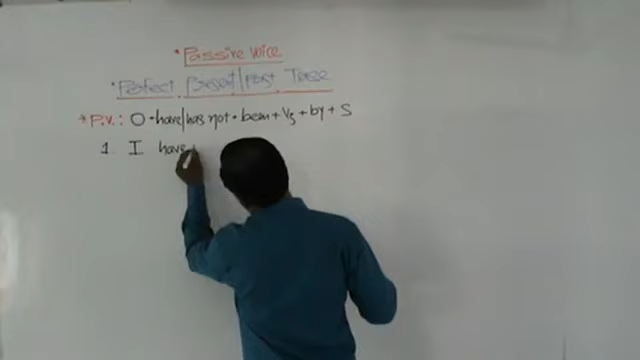 * Passive Voice
* Perfect Present/Past Tense
* P.V.: O + have/has not + been + V3 + by + S
1 I have